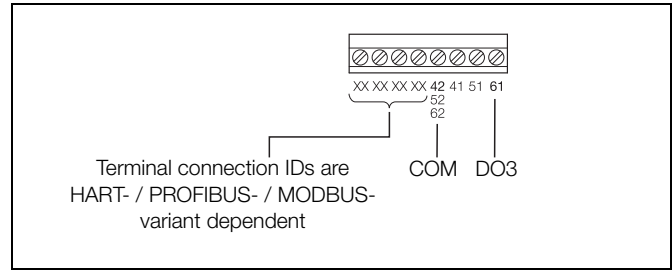 XX XX XX XX 42 41 51 61
52
62
Terminal connection IDs are
HART- / PROFIBUS- / MODBUS-
variant dependent
COM
DO3